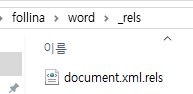 follina > word > _rels
이름
document.xml.rels